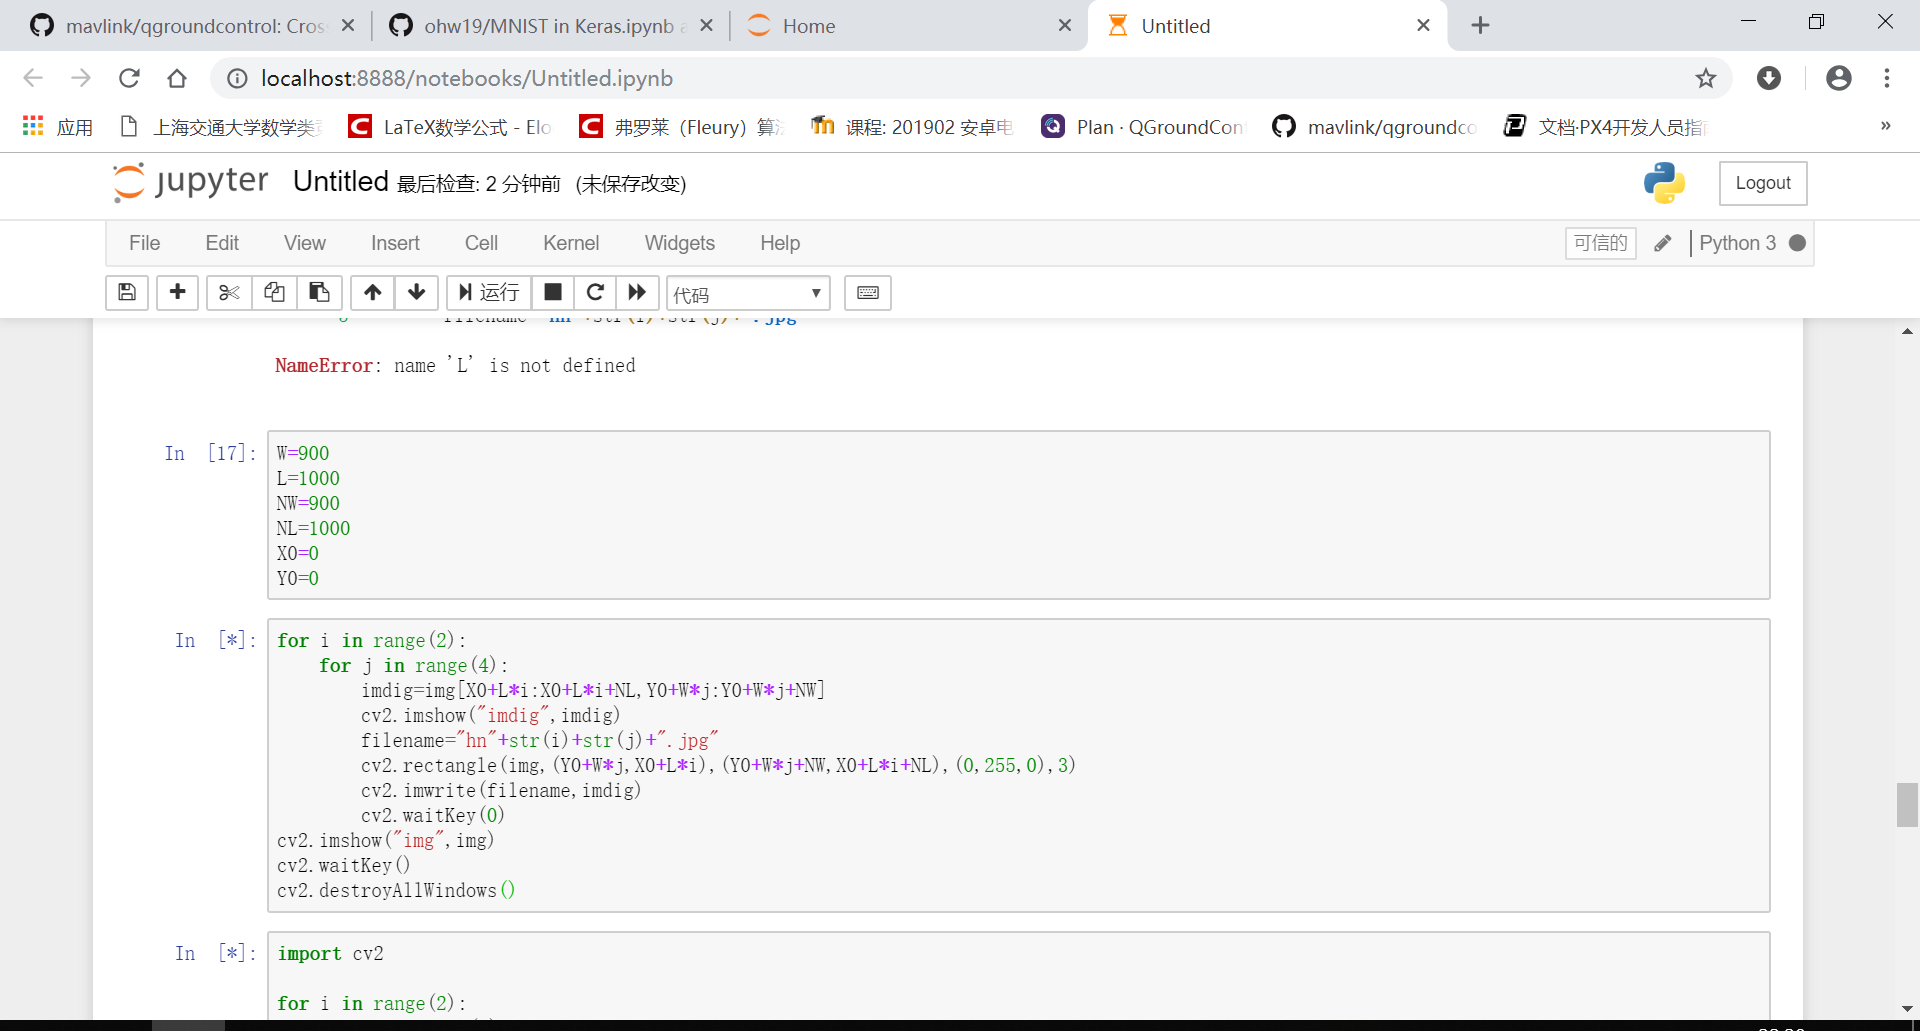 mavlink/qgroundcontrol: Cros
ohw19/MNIST in Keras.ipynb a
Home
Untitled
localhost:8888/notebooks/Untitled.ipynb
应用
上海交通大学数学类
LaTeX数学公式 - Elo
弗罗莱（Fleury）算
课程: 201902 安卓电
Plan · QGroundCon
mavlink/qgroundco
文档·PX4开发人员指
»
jupyter Untitled 最后检查: 2 分钟前 (未保存改变)
Logout
File Edit View Insert Cell Kernel Widgets Help
可信的
Python 3
运行
代码
filename="hn"+str(i)+str(j)+".jpg"
NameError: name 'L' is not defined
In [17]:
W=900
L=1000
NW=900
NL=1000
X0=0
Y0=0
In [*]:
for i in range(2):
    for j in range(4):
        imdig=img[X0+L*i:X0+L*i+NL,Y0+W*j:Y0+W*j+NW]
        cv2.imshow("imdig",imdig)
        filename="hn"+str(i)+str(j)+".jpg"
        cv2.rectangle(img,(Y0+W*j,X0+L*i),(Y0+W*j+NW,X0+L*i+NL),(0,255,0),3)
        cv2.imwrite(filename,imdig)
        cv2.waitKey(0)
cv2.imshow("img",img)
cv2.waitKey()
cv2.destroyAllWindows()
In [*]:
import cv2
for i in range(2):